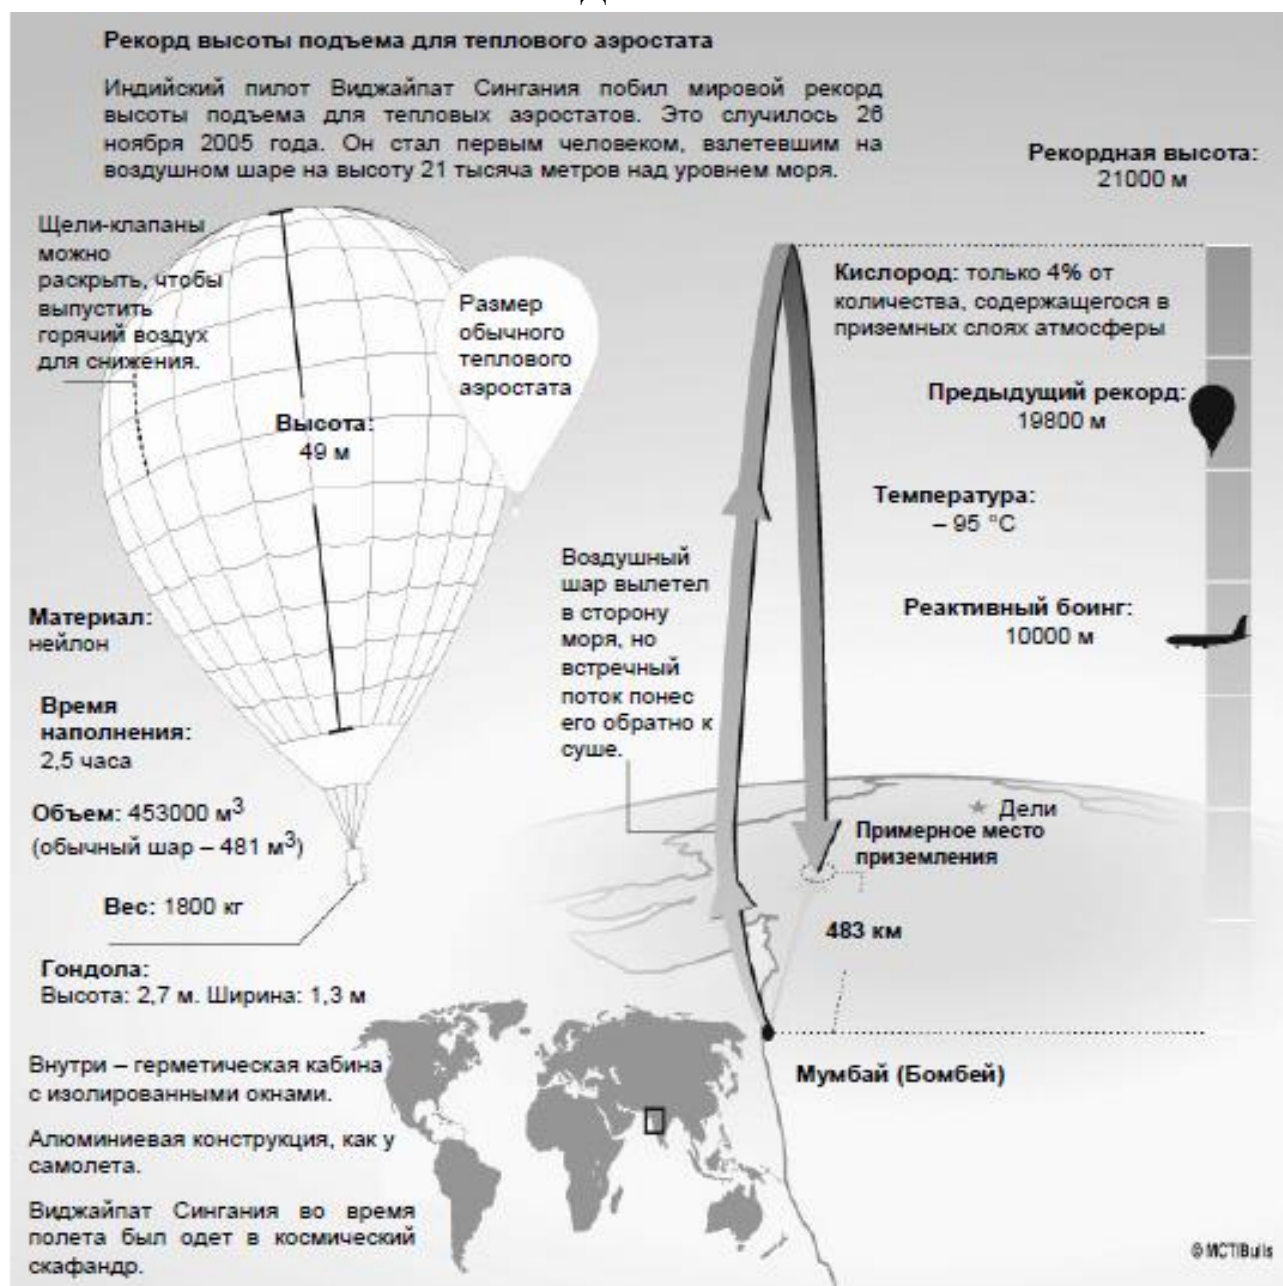 Рекорд высоты подъема для теплового аэростата
Индийский пилот Виджайпат Сингания побил мировой рекорд
высоты подъема для тепловых аэростатов. Это случилось 26
ноября 2005 года. Он стал первым человеком, взлетевшим на
воздушном шаре на высоту 21 тысяча метров над уровнем моря.
Рекордная высота:
21000 м
Щели-клапаны
можно
раскрыть, чтобы
выпустить
горячий воздух
для снижения.
Размер
обычного
теплового
аэростата
Высота:
49 м
Кислород: только 4% от
количества, содержащегося в
приземных слоях атмосферы
Предыдущий рекорд:
19800 м
Температура:
– 95 °C
Реактивный боинг:
10000 м
Воздушный
шар вылетел
в сторону
моря, но
встречный
поток понес
его обратно к
суше.
Материал:
нейлон
Время
наполнения:
2,5 часа
Объем: 453000 м³
(обычный шар – 481 м³)
Вес: 1800 кг
Гондола:
Высота: 2,7 м. Ширина: 1,3 м
Дели
Примерное место
приземления
483 км
Мумбай (Бомбей)
Внутри – герметическая кабина
с изолированными окнами.
Алюминиевая конструкция, как у
самолета.
Виджайпат Сингания во время
полета был одет в космический
скафандр.
© MCT/Bulls